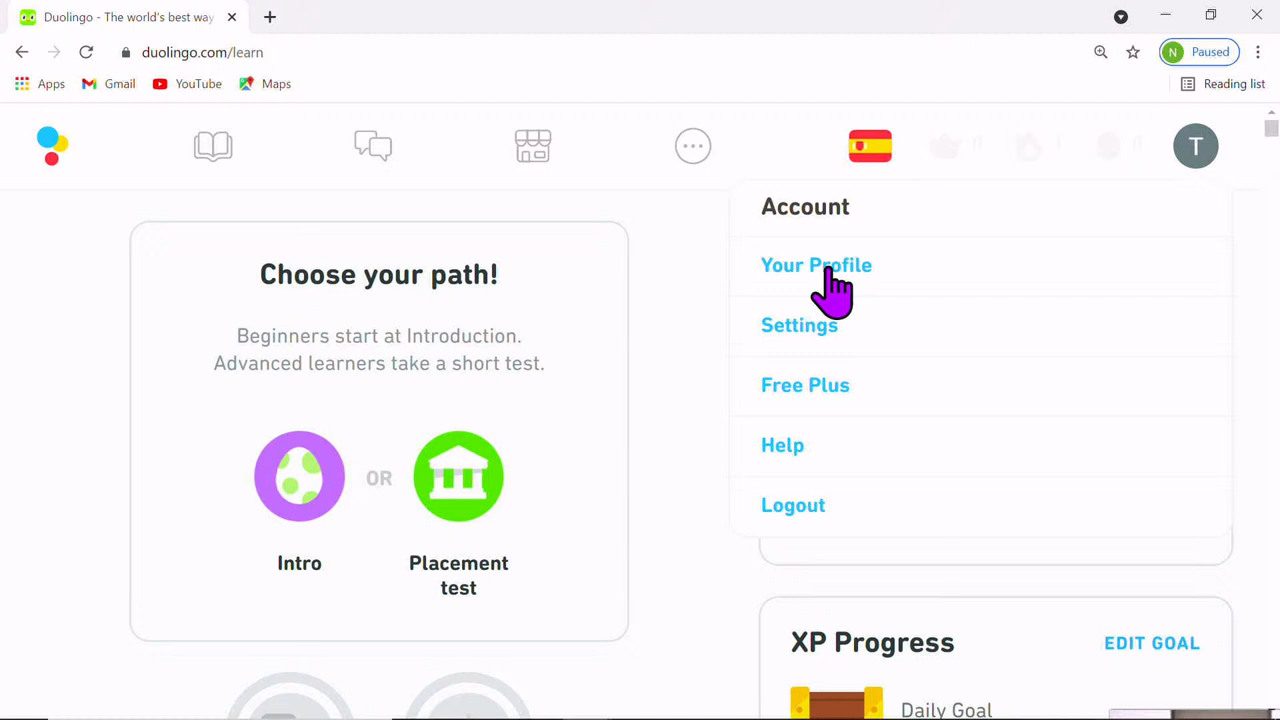 Duolingo - The world's best way
duolingo.com/learn
N Paused
Apps Gmail YouTube Maps
Reading list
T
Choose your path!
Beginners start at Introduction.
Advanced learners take a short test.
OR
Intro
Placement
test
Account
Your Profile
Settings
Free Plus
Help
Logout
XP Progress
EDIT GOAL
Daily Goal